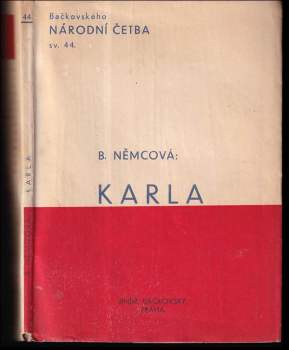 44
KARLA
Bačkovského
NÁRODNÍ ČETBA
sv. 44.
B. NĚMCOVÁ:
KARLA
JINDŘ. BAČKOVSKÝ
PRAHA